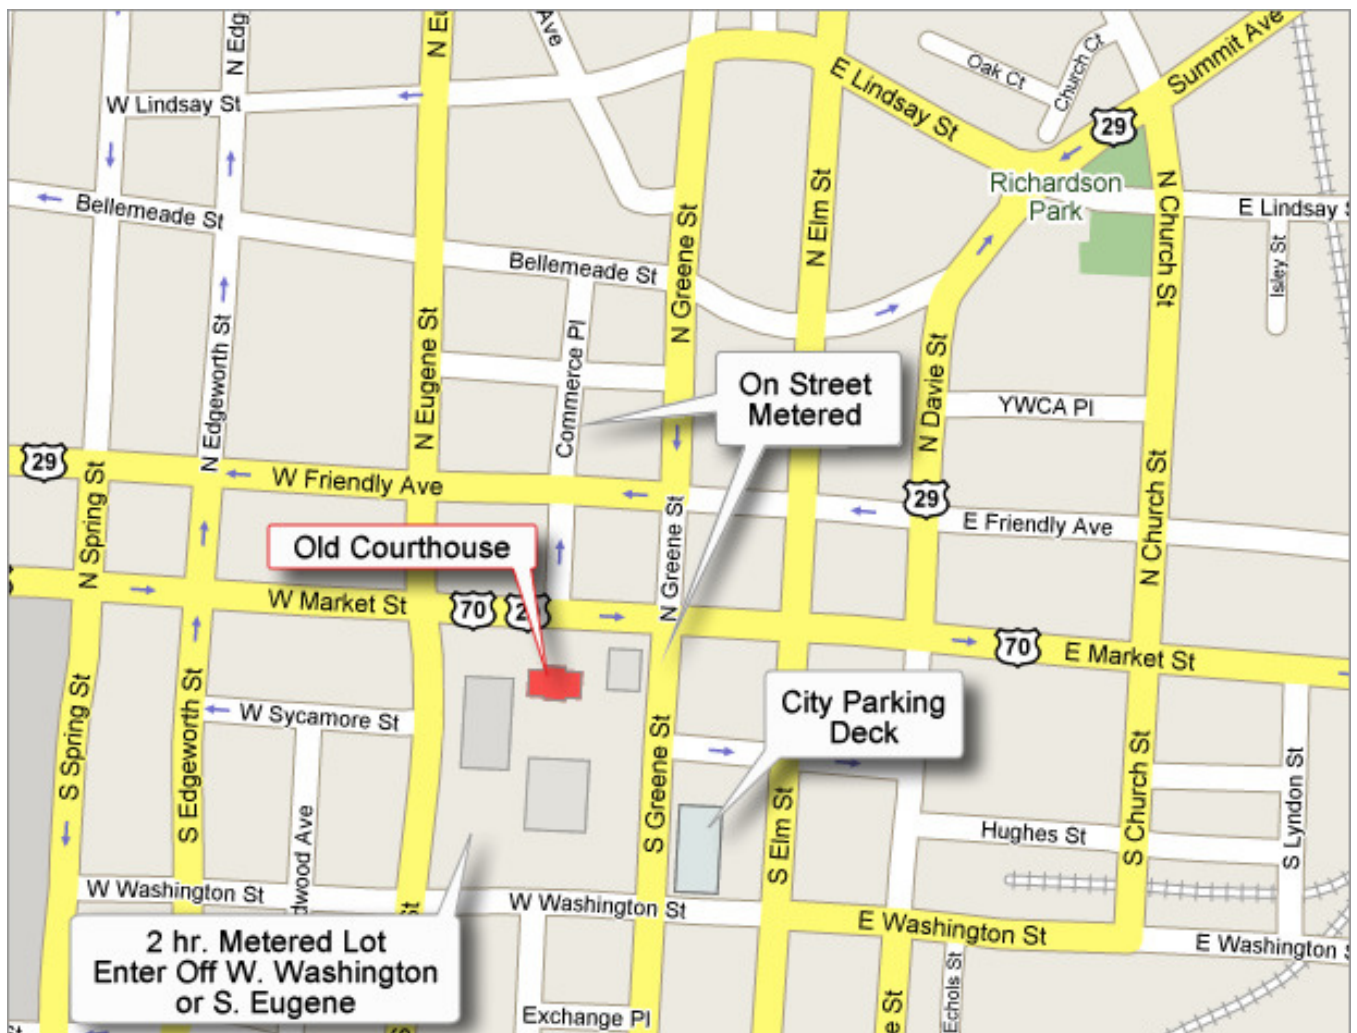 N Edg
N Eu
Ave
Summit Ave
Oak Ct
Church Ct
W Lindsay St
E Lindsay St
29
Richardson
Park
Bellemeade St
N Church St
E Lindsay S
Bellemeade St
N Greene St
N Elm St
Isley St
N Edgeworth St
N Eugene St
Commerce Pl
N Davie St
On Street
Metered
YWCA Pl
29
W Friendly Ave
29
E Friendly Ave
N Spring St
N Greene St
N Church St
Old Courthouse
W Market St
70
70
E Market St
S Spring St
S Edgeworth St
W Sycamore St
City Parking
Deck
S Greene St
S Elm St
S Church St
S Lyndon St
Hughes St
dwood Ave
W Washington St
W Washington St
E Washington St
E Washington S
St
2 hr. Metered Lot
Enter Off W. Washington
or S. Eugene
Exchange Pl
e St
Echols St
St